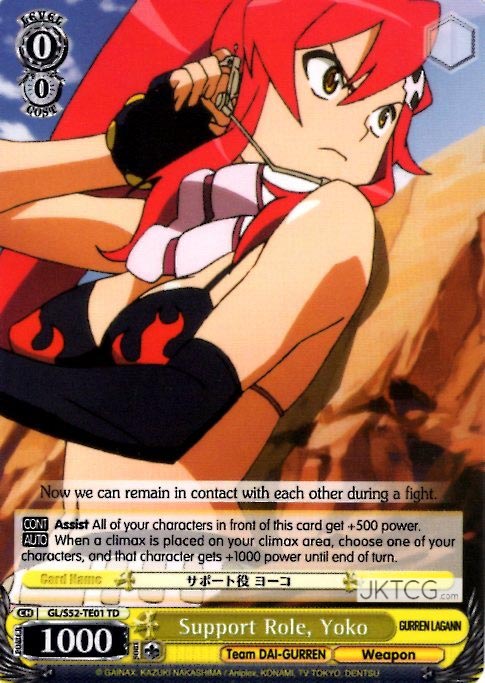 LEVEL
0
0
COST
Now we can remain in contact with each other during a fight.
CONT Assist All of your characters in front of this card get +500 power.
AUTO When a climax is placed on your climax area, choose one of your
characters, and that character gets +1000 power until end of turn.
Card Name サポート役 ヨーコ
JKTCG.com
GL/S52-TE01 TD
POWER 1000 SOUL Support Role, Yoko GURREN LAGANN
Team DAI-GURREN Weapon
© GAINAX, KAZUKI NAKASHIMA / Aniplex, KONAMI, TV TOKYO, DENTSU